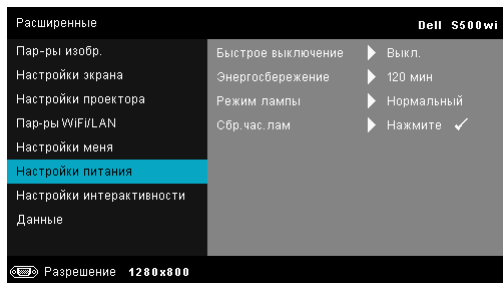 Расширенные Dell S500wi
Пар-ры изобр.
Настройки экрана
Настройки проектора
Пар-ры WiFi/LAN
Настройки меня
Настройки питания
Настройки интерактивности
Данные
Быстрое выключение Выкл.
Энергосбережение 120 мин
Режим лампы Нормальный
Сбр.час.лам Нажмите ✓
Разрешение 1280x800